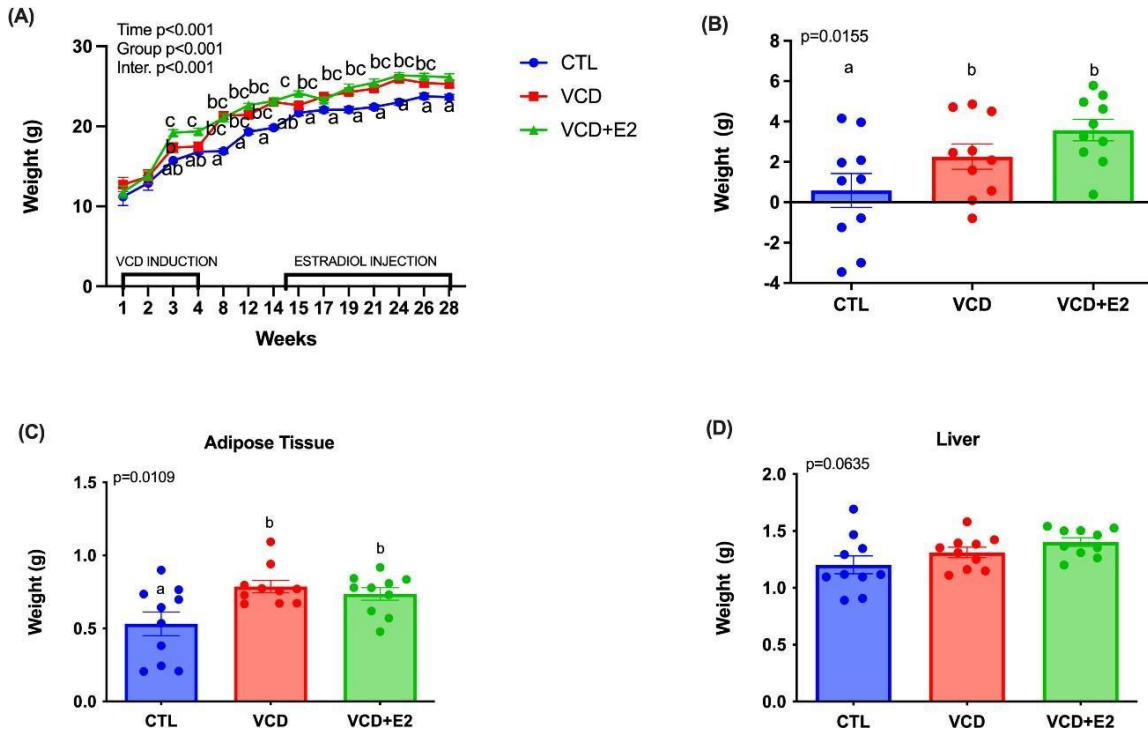 (A)
Time p<0.001
Group p<0.001
Inter. p<0.001
30
20
10
0
Weight (g)
c c bc bc bc bc c bc bc bc bc bc bc bc
b b bc bc bc
ab ab a a a ab a a a a a a
VCD INDUCTION
ESTRADIOL INJECTION
1 2 3 4 8 12 14 15 17 19 21 24 26 28
Weeks
CTL
VCD
VCD+E2
(B)
p=0.0155
a b b
8
6
4
2
0
-2
-4
Weight (g)
CTL VCD VCD+E2
(C)
Adipose Tissue
p=0.0109
a b b
1.5
1.0
0.5
0.0
Weight (g)
CTL VCD VCD+E2
(D)
Liver
p=0.0635
2.0
1.5
1.0
0.5
0.0
Weight (g)
CTL VCD VCD+E2